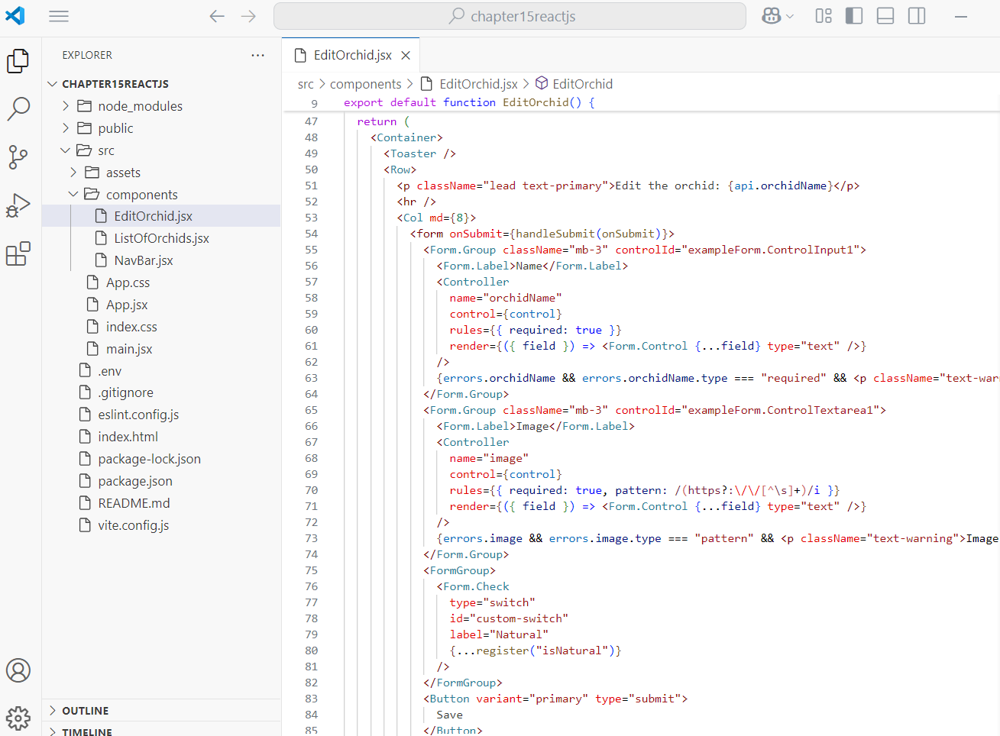 chapter15reactjs
EXPLORER
CHAPTER15REACTJS
node_modules
public
src
assets
components
EditOrchid.jsx
ListOfOrchids.jsx
NavBar.jsx
App.css
App.jsx
index.css
main.jsx
.env
.gitignore
eslint.config.js
index.html
package-lock.json
package.json
README.md
vite.config.js
OUTLINE
TIMELINE
EditOrchid.jsx
src > components > EditOrchid.jsx > EditOrchid
9 export default function EditOrchid() {
47 return (
48 <Container>
49 <Toaster />
50 <Row>
51 <p className="lead text-primary">Edit the orchid: {api.orchidName}</p>
52 <hr />
53 <Col md={8}>
54 <form onSubmit={handleSubmit(onSubmit)}>
55 <Form.Group className="mb-3" controlId="exampleForm.ControlInput1">
56 <Form.Label>Name</Form.Label>
57 <Controller
58 name="orchidName"
59 control={control}
60 rules={{ required: true }}
61 render={({ field }) => <Form.Control {...field} type="text" />}
62 />
63 {errors.orchidName && errors.orchidName.type === "required" && <p className="text-warn
64 </Form.Group>
65 <Form.Group className="mb-3" controlId="exampleForm.ControlTextarea1">
66 <Form.Label>Image</Form.Label>
67 <Controller
68 name="image"
69 control={control}
70 rules={{ required: true, pattern: /(https?:\/\/[^\s]+)/i }}
71 render={({ field }) => <Form.Control {...field} type="text" />}
72 />
73 {errors.image && errors.image.type === "pattern" && <p className="text-warning">Image
74 </Form.Group>
75 <FormGroup>
76 <Form.Check
77 type="switch"
78 id="custom-switch"
79 label="Natural"
80 {...register("isNatural")}
81 />
82 </FormGroup>
83 <Button variant="primary" type="submit">
84 Save
85 </Button>